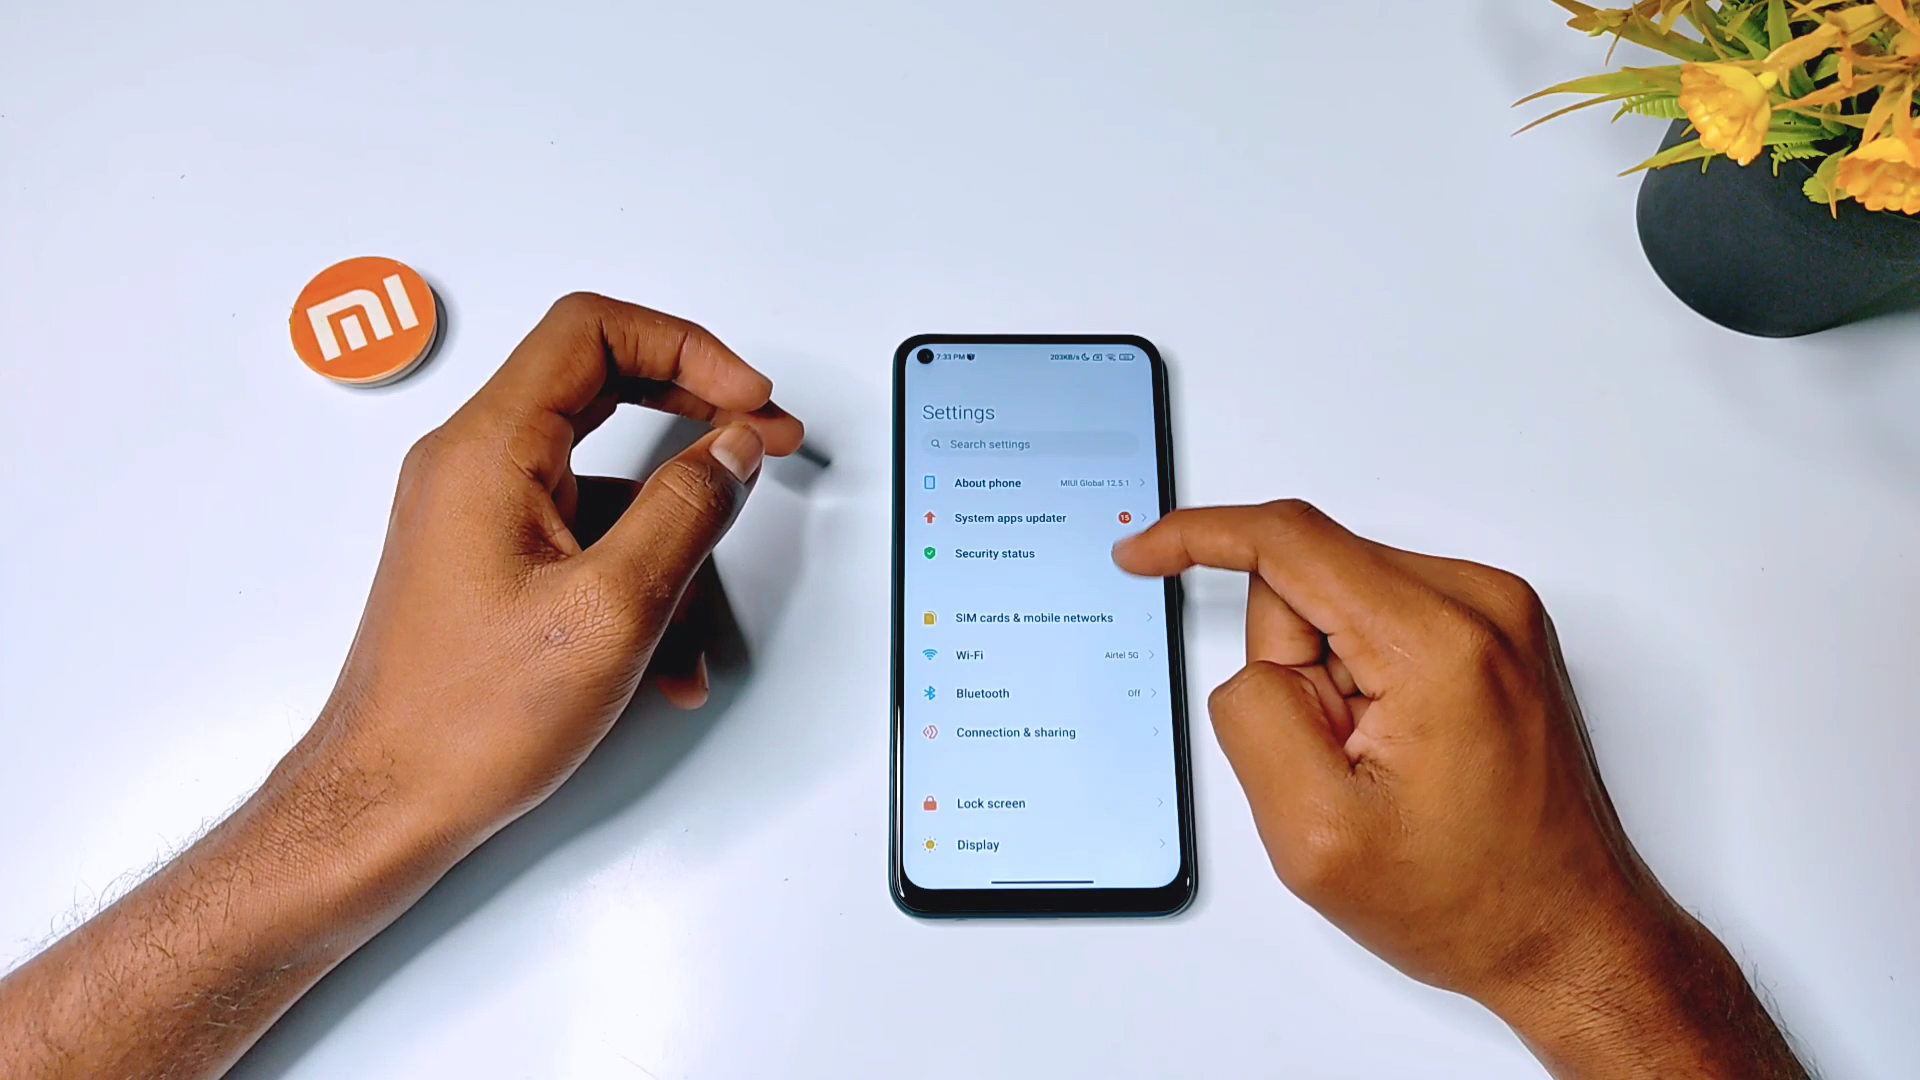 mi
7:33 PM
203KB/s
Settings
Search settings
About phone MIUI Global 12.5.1
System apps updater 15
Security status
SIM cards & mobile networks
Wi-Fi Airtel 5G
Bluetooth Off
Connection & sharing
Lock screen
Display